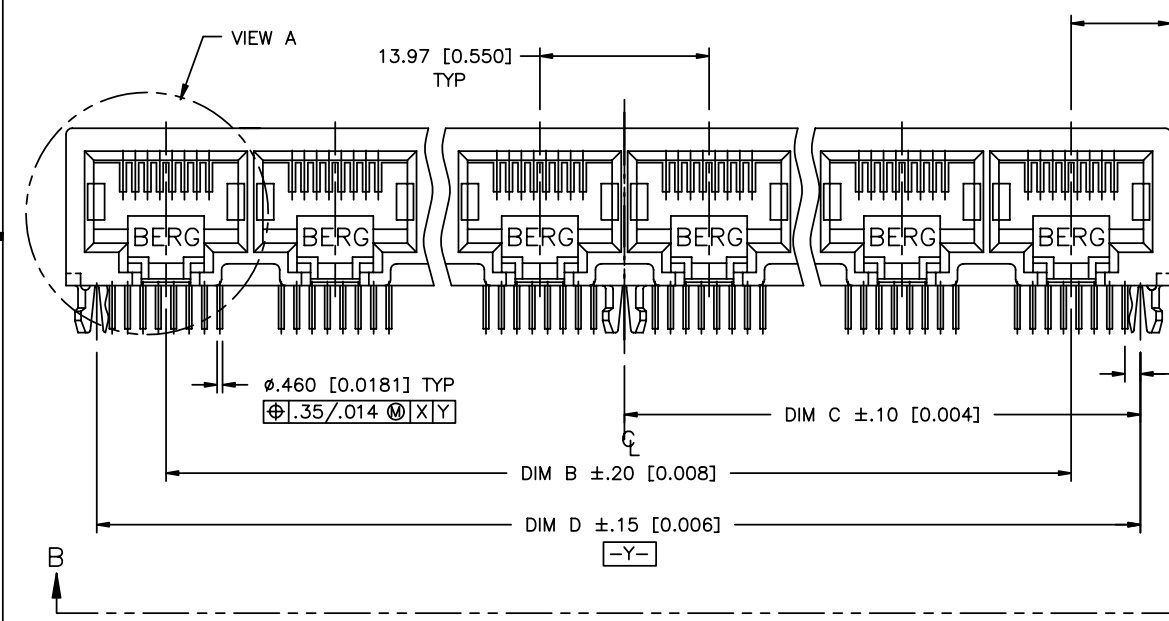 VIEW A
13.97 [0.550]
TYP
BERG BERG BERG BERG BERG BERG
ø.460 [0.0181] TYP
⌖ .35/.014 Ⓜ X Y
DIM C ±.10 [0.004]
℄
DIM B ±.20 [0.008]
DIM D ±.15 [0.006]
-Y-
B